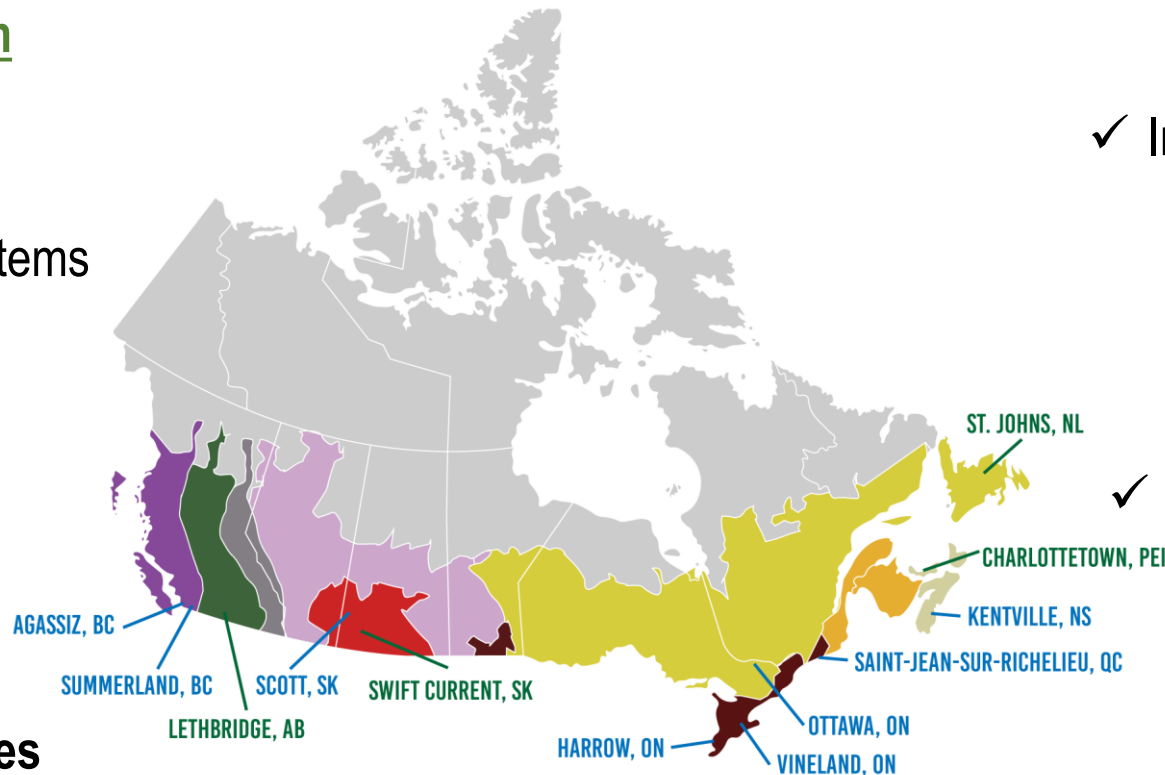 n
✓ In
tems
ST. JOHNS, NL
✓
CHARLOTTETOWN, PEI
KENTVILLE, NS
AGASSIZ, BC
SAINT-JEAN-SUR-RICHELIEU, QC
SUMMERLAND, BC
SCOTT, SK
SWIFT CURRENT, SK
LETHBRIDGE, AB
OTTAWA, ON
HARROW, ON
es
VINELAND, ON